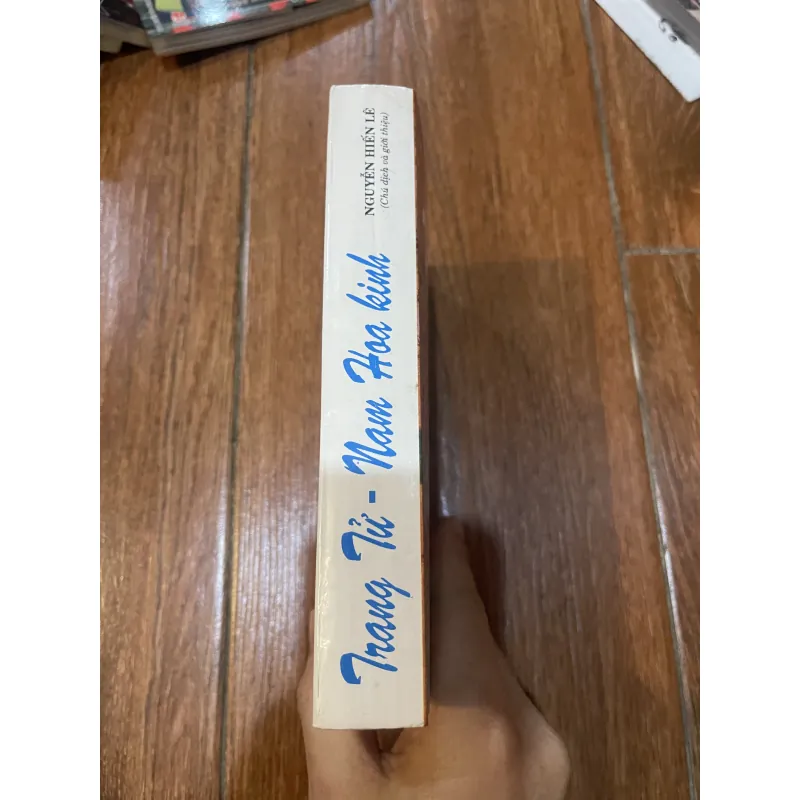 Trang Tử - Nam Hoa kinh
NGUYỄN HIẾN LÊ
(Chú dịch và giới thiệu)